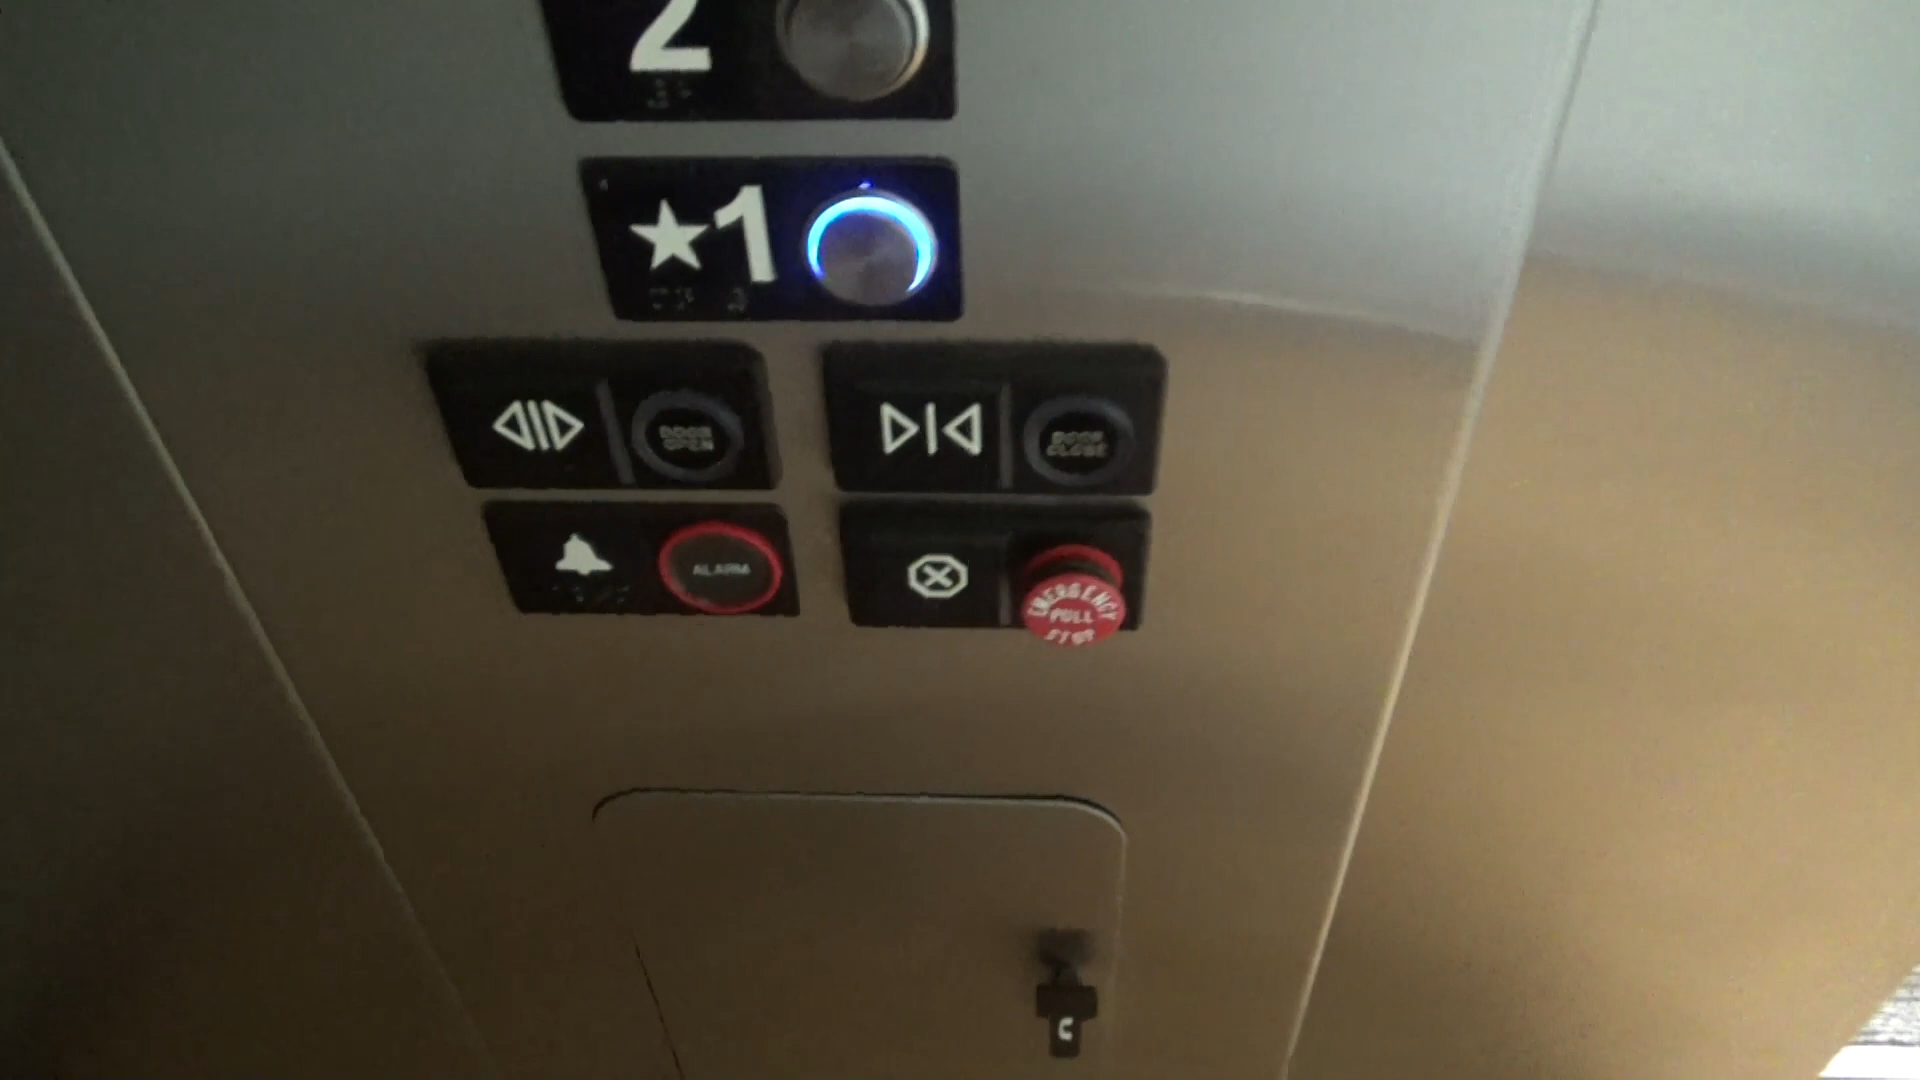 2
★1
DOOR
OPEN
DOOR
CLOSE
ALARM
EMERGENCY
PULL
STOP
C